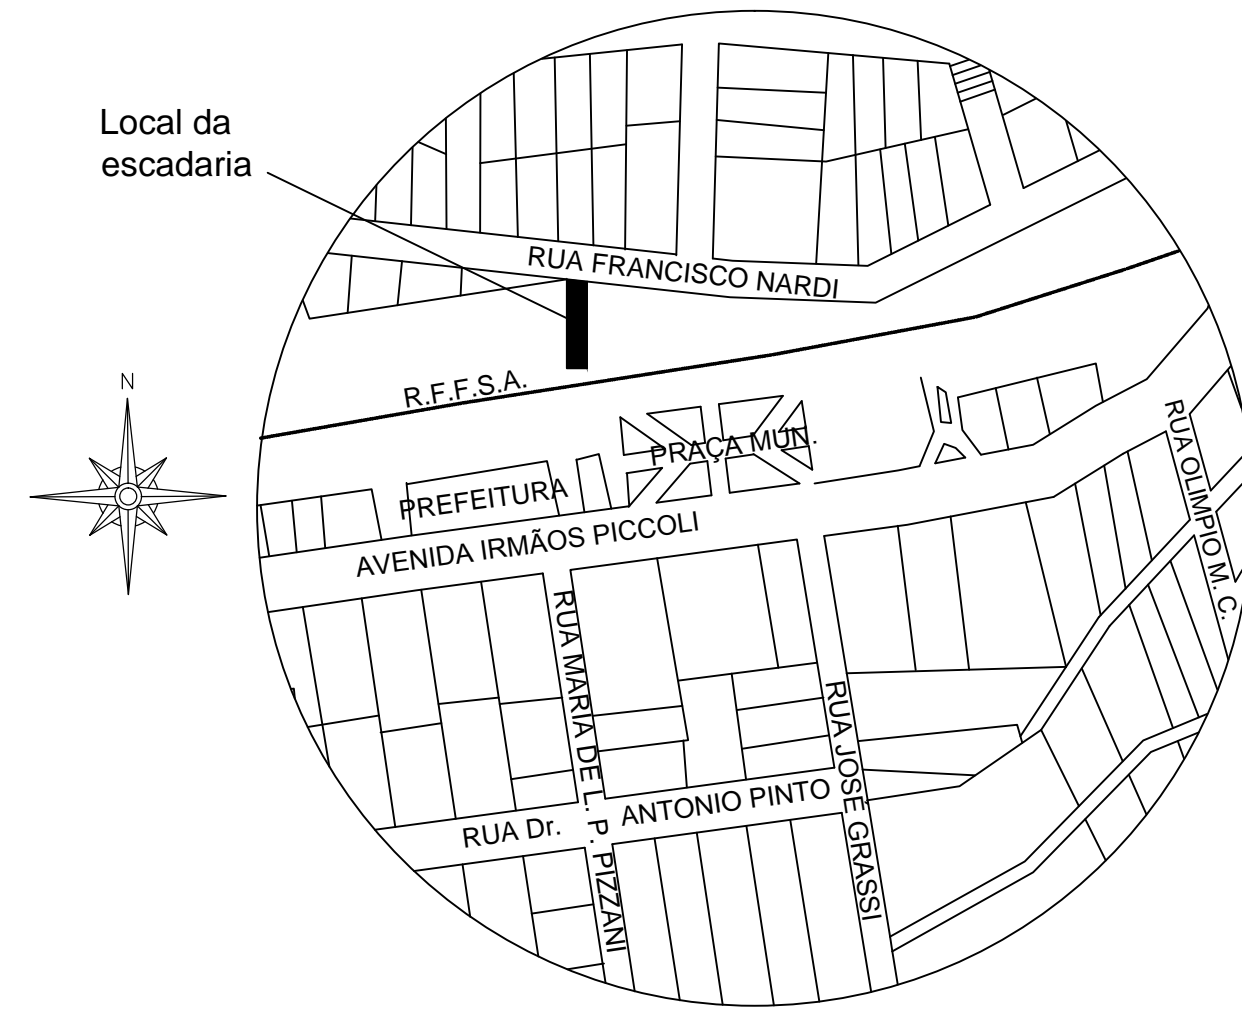 Local da
escadaria
RUA FRANCISCO NARDI
R.F.F.S.A.
N
PRAÇA MUN.
PREFEITURA
AVENIDA IRMÃOS PICCOLI
RUA OLIMPIO M. C.
RUA MARIA DE L. P. PIZZANI
RUA JOSÉ GRASSI
RUA Dr. ANTONIO PINTO